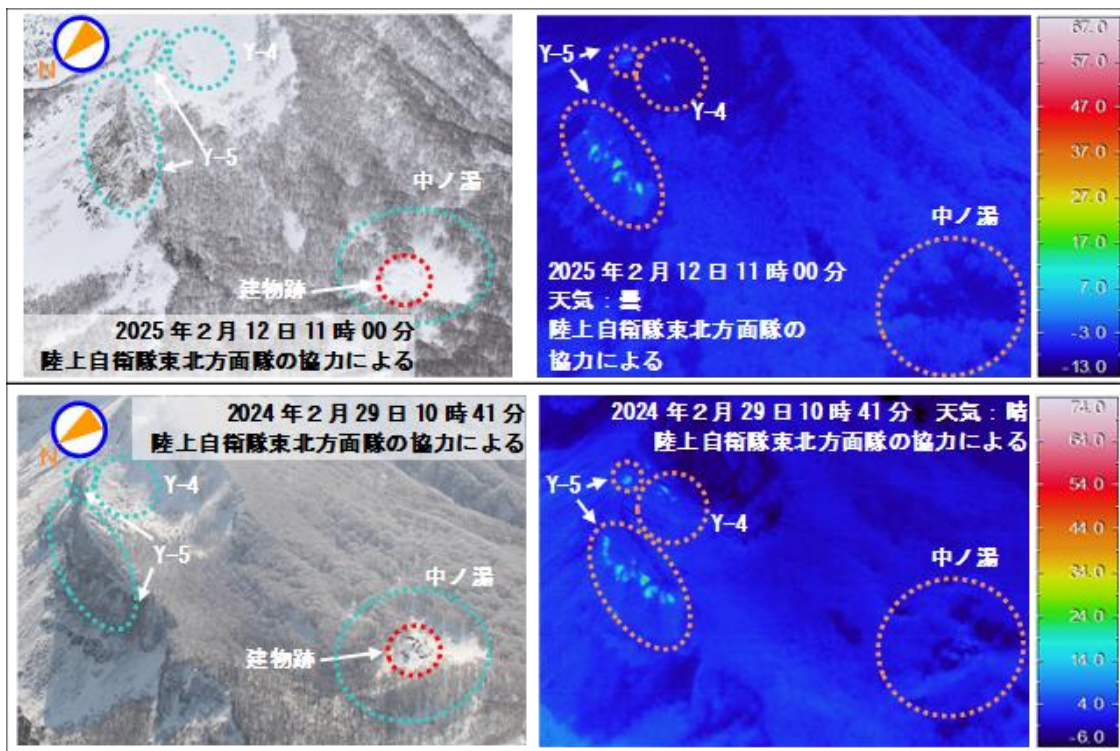 N
Y-4
Y-5
中ノ湯
建物跡
2025年2月12日11時00分
陸上自衛隊東北方面隊の協力による
Y-5
Y-4
中ノ湯
2025年2月12日11時00分
天気:曇
陸上自衛隊東北方面隊の
協力による
67.0
57.0
47.0
37.0
27.0
17.0
7.0
-3.0
-13.0
N
2024年2月29日10時41分
陸上自衛隊東北方面隊の協力による
Y-4
Y-5
中ノ湯
建物跡
2024年2月29日10時41分 天気:晴
陸上自衛隊東北方面隊の協力による
Y-5
Y-4
中ノ湯
74.0
64.0
54.0
44.0
34.0
24.0
14.0
4.0
-6.0